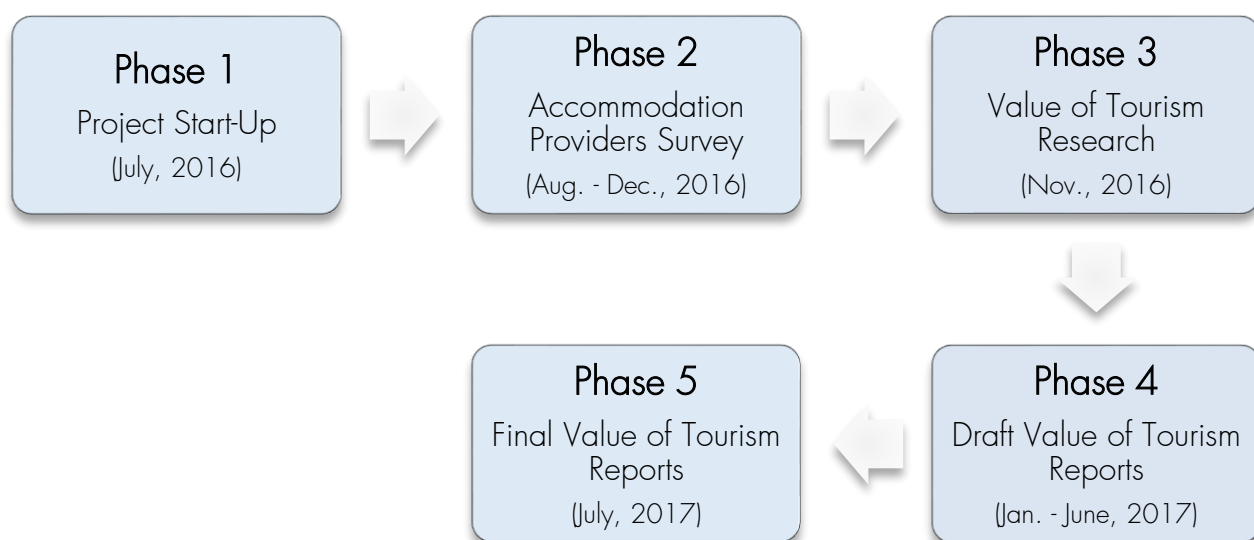 Phase 1
Project Start-Up
(July, 2016)
Phase 2
Accommodation
Providers Survey
(Aug. - Dec., 2016)
Phase 3
Value of Tourism
Research
(Nov., 2016)
Phase 4
Draft Value of Tourism
Reports
(Jan. - June, 2017)
Phase 5
Final Value of Tourism
Reports
(July, 2017)